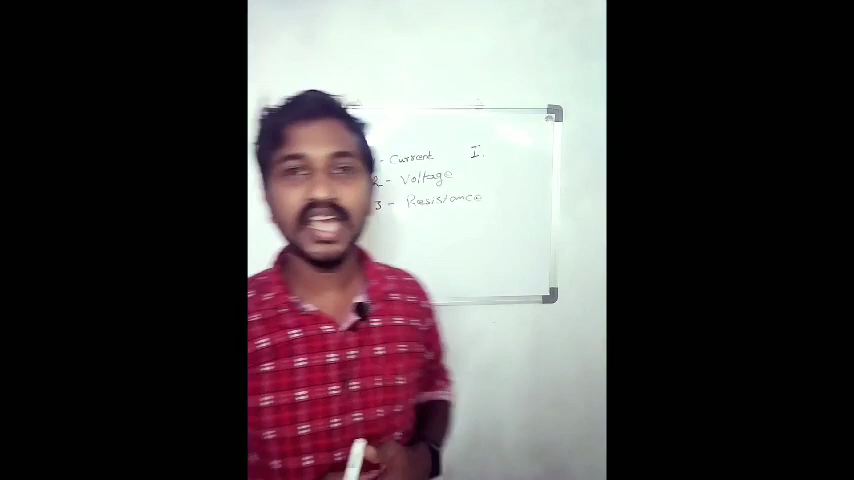 - Current I.
2 - Voltage
3 - Resistance